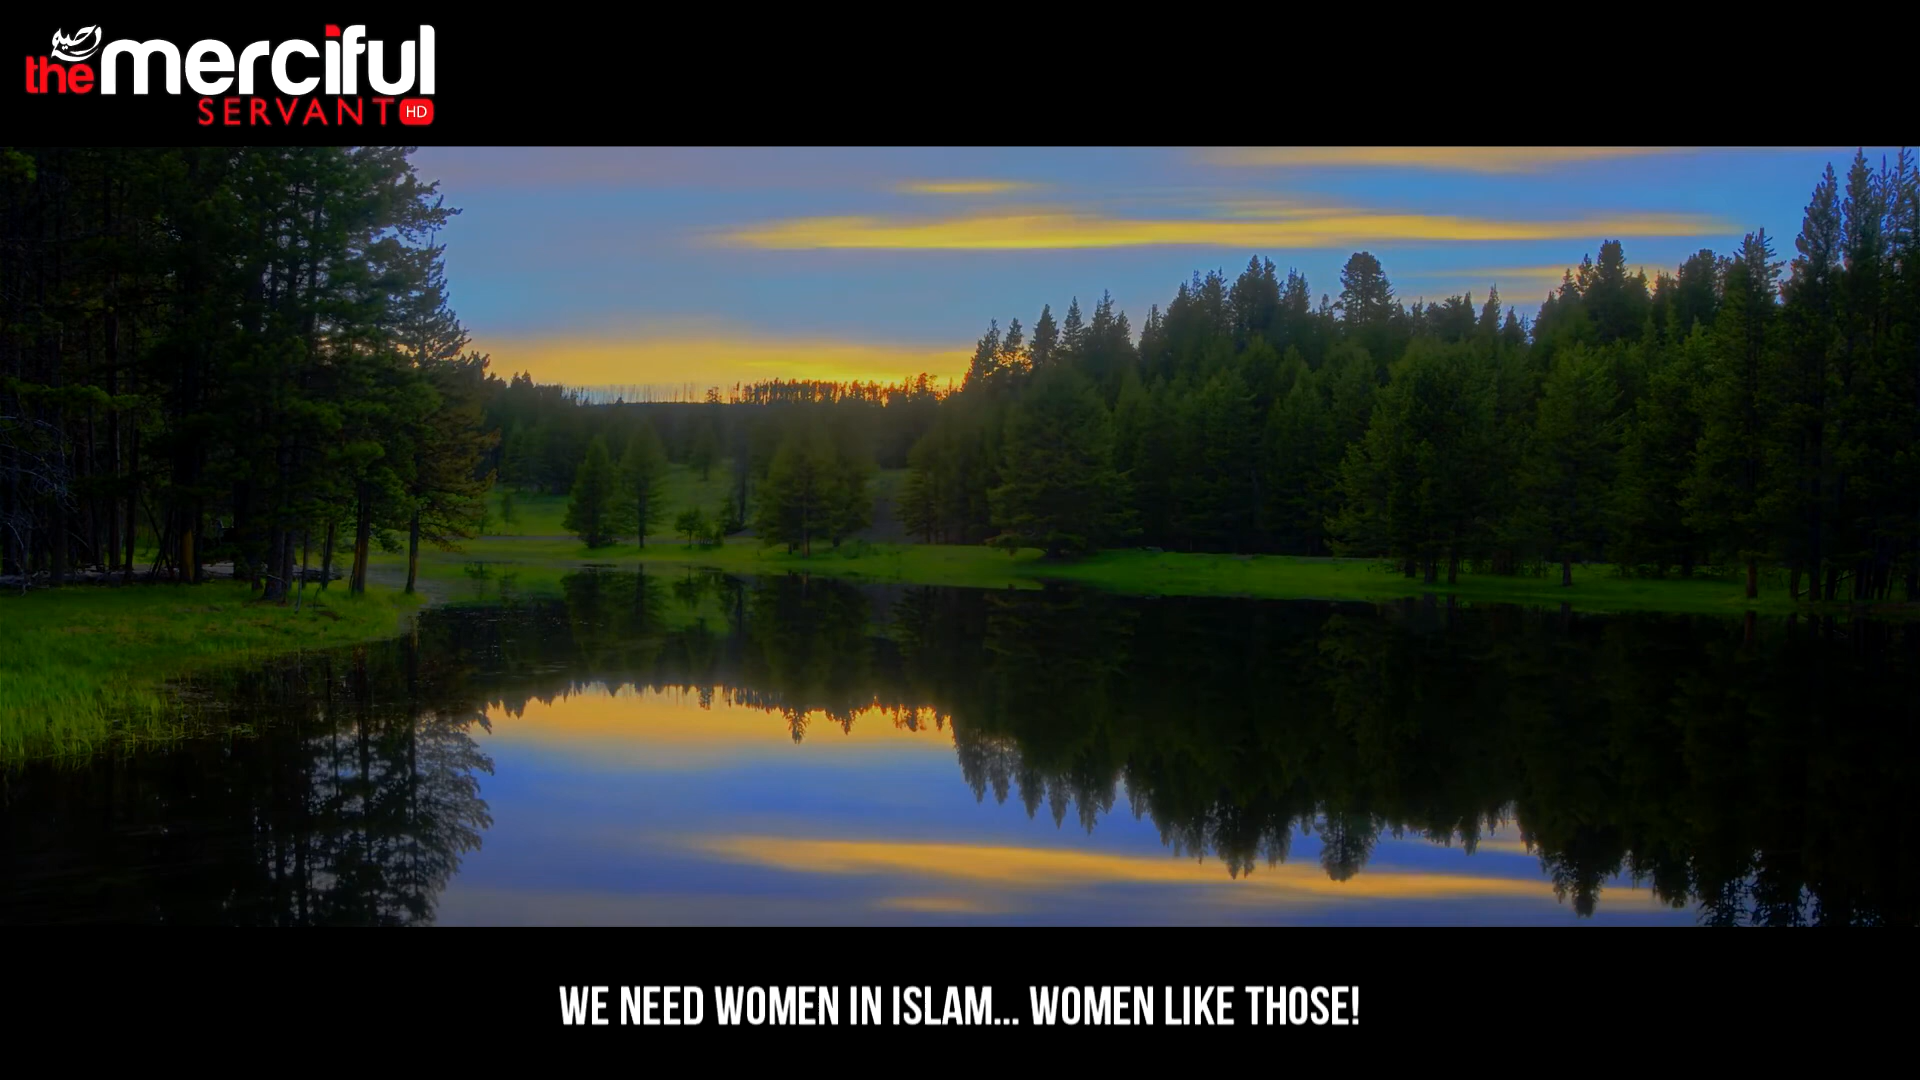 the merciful
SERVANT HD
WE NEED WOMEN IN ISLAM... WOMEN LIKE THOSE!